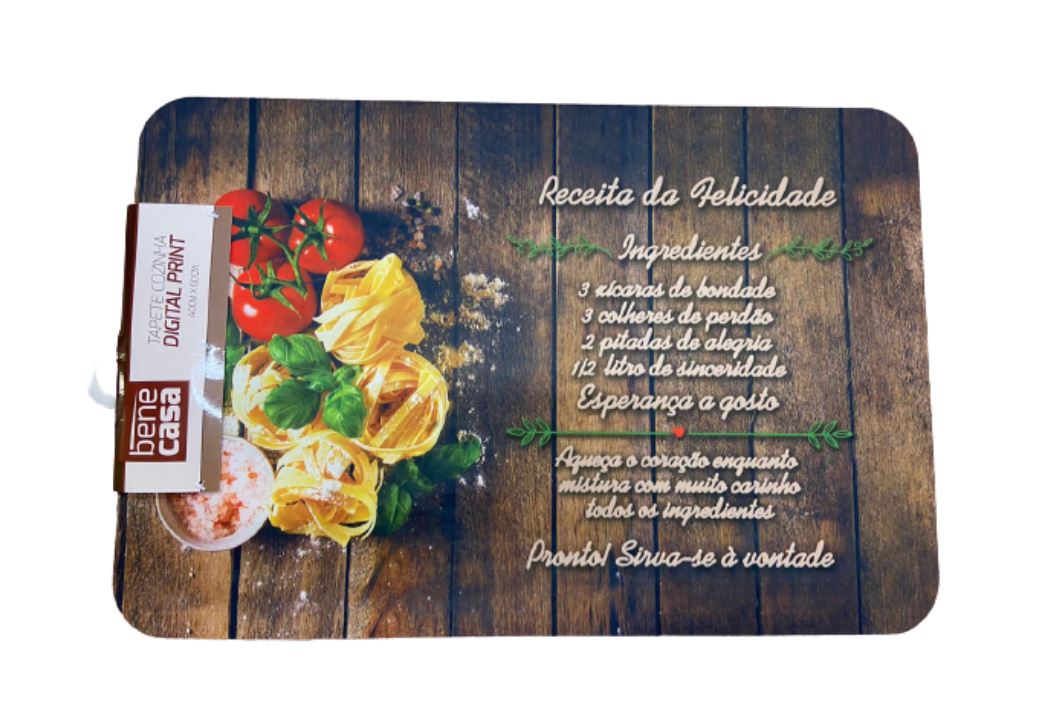 TAPETE COZINHA
DIGITAL PRINT
40CM X 60CM
bene
casa
Receita da Felicidade
Ingredientes
3 xícaras de bondade
3 colheres de perdão
2 pitadas de alegria
1/2 litro de sinceridade
Esperança a gosto
Aqueça o coração enquanto
mistura com muito carinho
todos os ingredientes
Pronto! Sirva-se à vontade